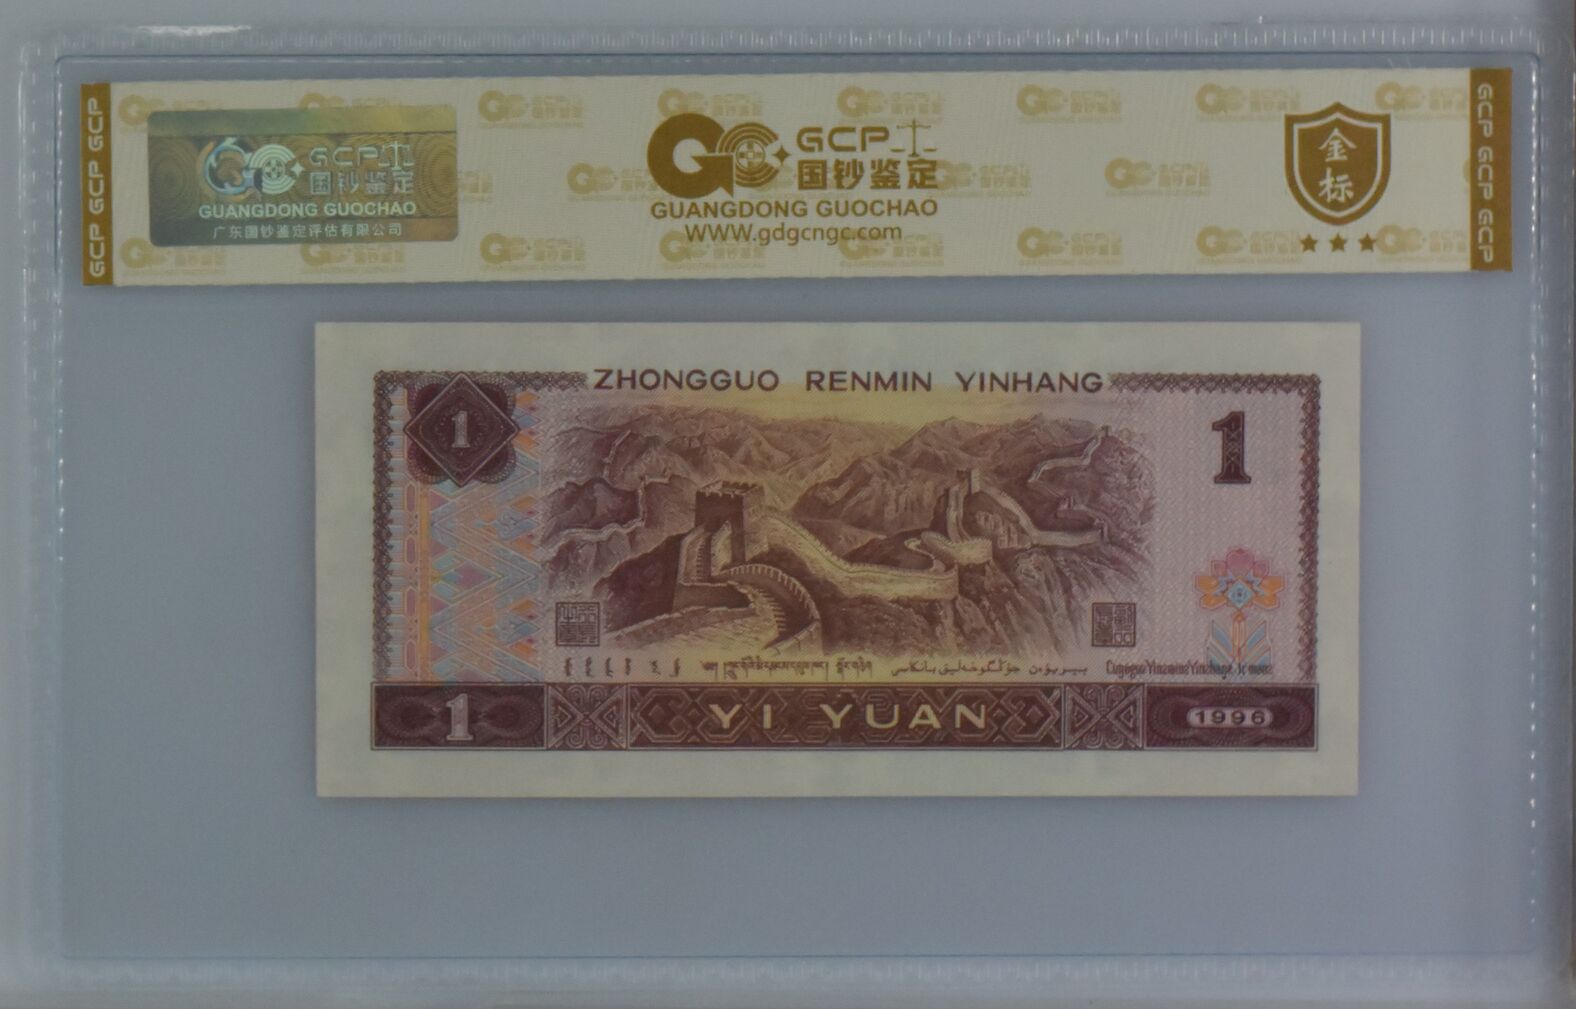 GCP GCP GCP
GCP
国钞鉴定
GUANGDONG GUOCHAO
广东国钞鉴定评估有限公司
GCP
国钞鉴定
GUANGDONG GUOCHAO
WWW.gdgcngc.com
金标
GCP GCP GCP
ZHONGGUO RENMIN YINHANG
1
1
1
YI YUAN
1996